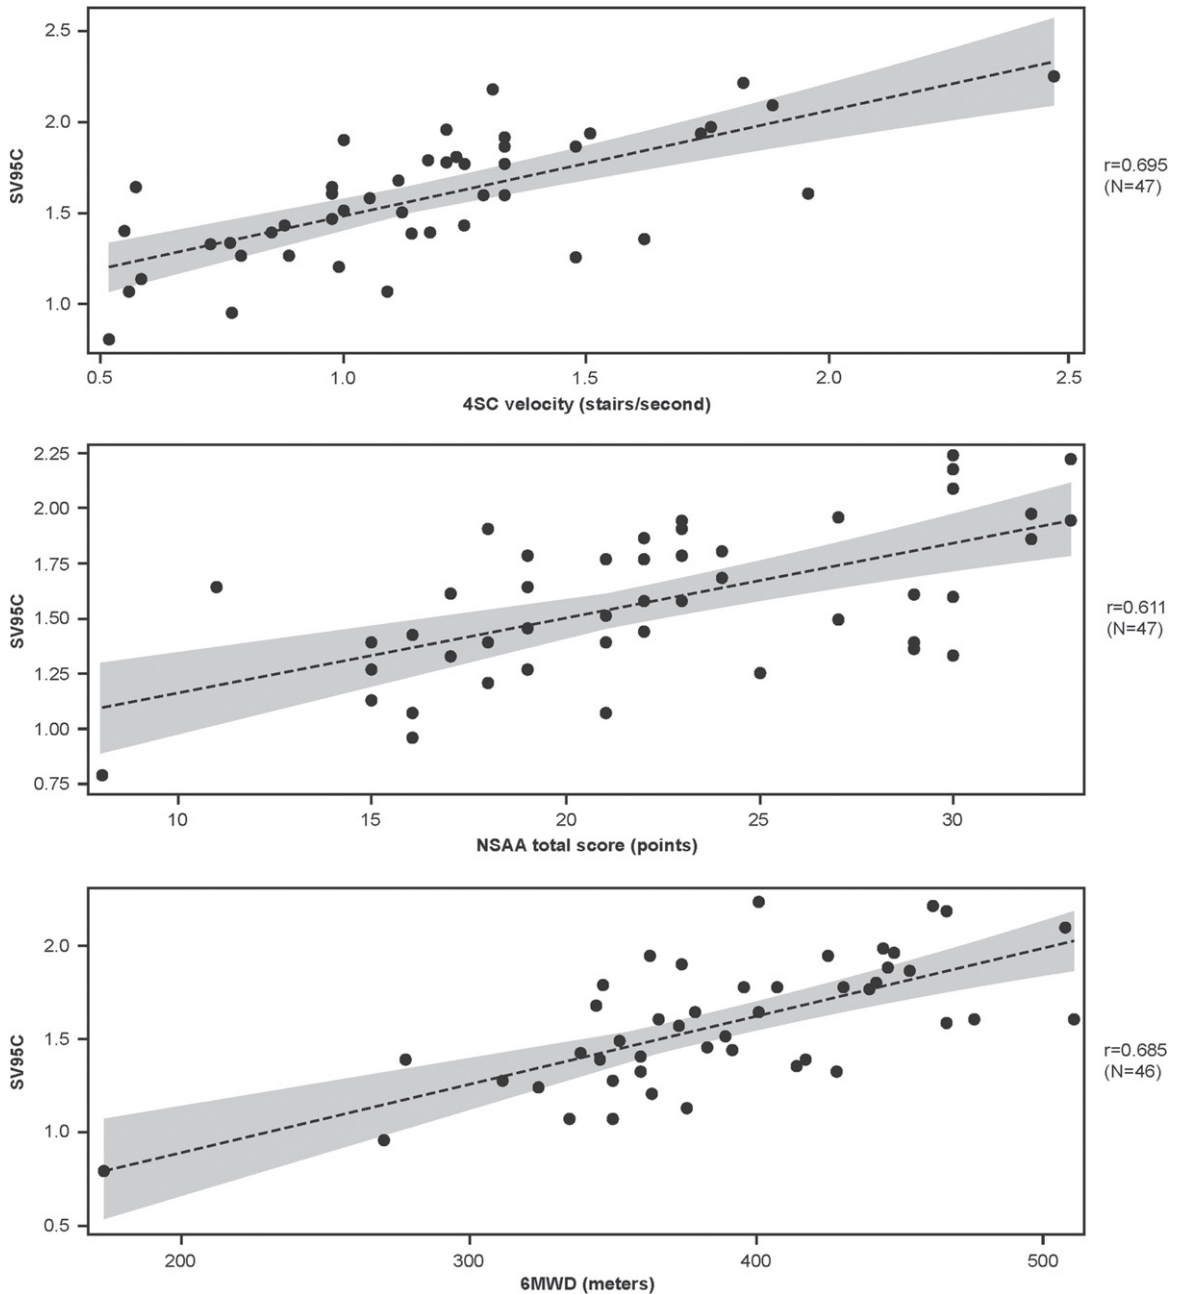 2.5
2.0
1.5
1.0
SV95C
0.5 1.0 1.5 2.0 2.5
4SC velocity (stairs/second)
r=0.695
(N=47)
2.25
2.00
1.75
1.50
1.25
1.00
0.75
SV95C
10 15 20 25 30
NSAA total score (points)
r=0.611
(N=47)
2.0
1.5
1.0
0.5
SV95C
200 300 400 500
6MWD (meters)
r=0.685
(N=46)